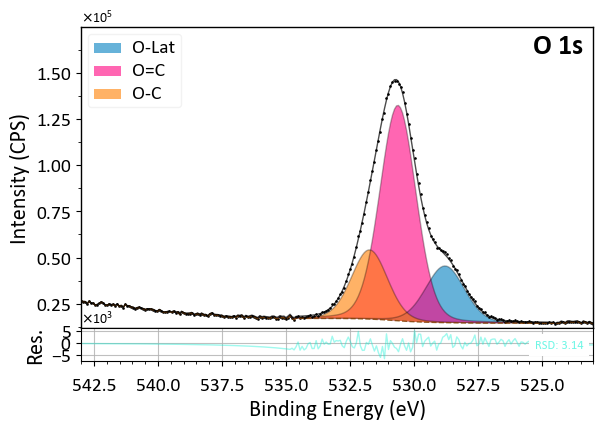 ×10⁵
O 1s
O-Lat
O=C
O-C
Intensity (CPS)
1.50
1.25
1.00
0.75
0.50
0.25
×10³
Res.
5
0
−5
RSD: 3.14
542.5 540.0 537.5 535.0 532.5 530.0 527.5 525.0
Binding Energy (eV)